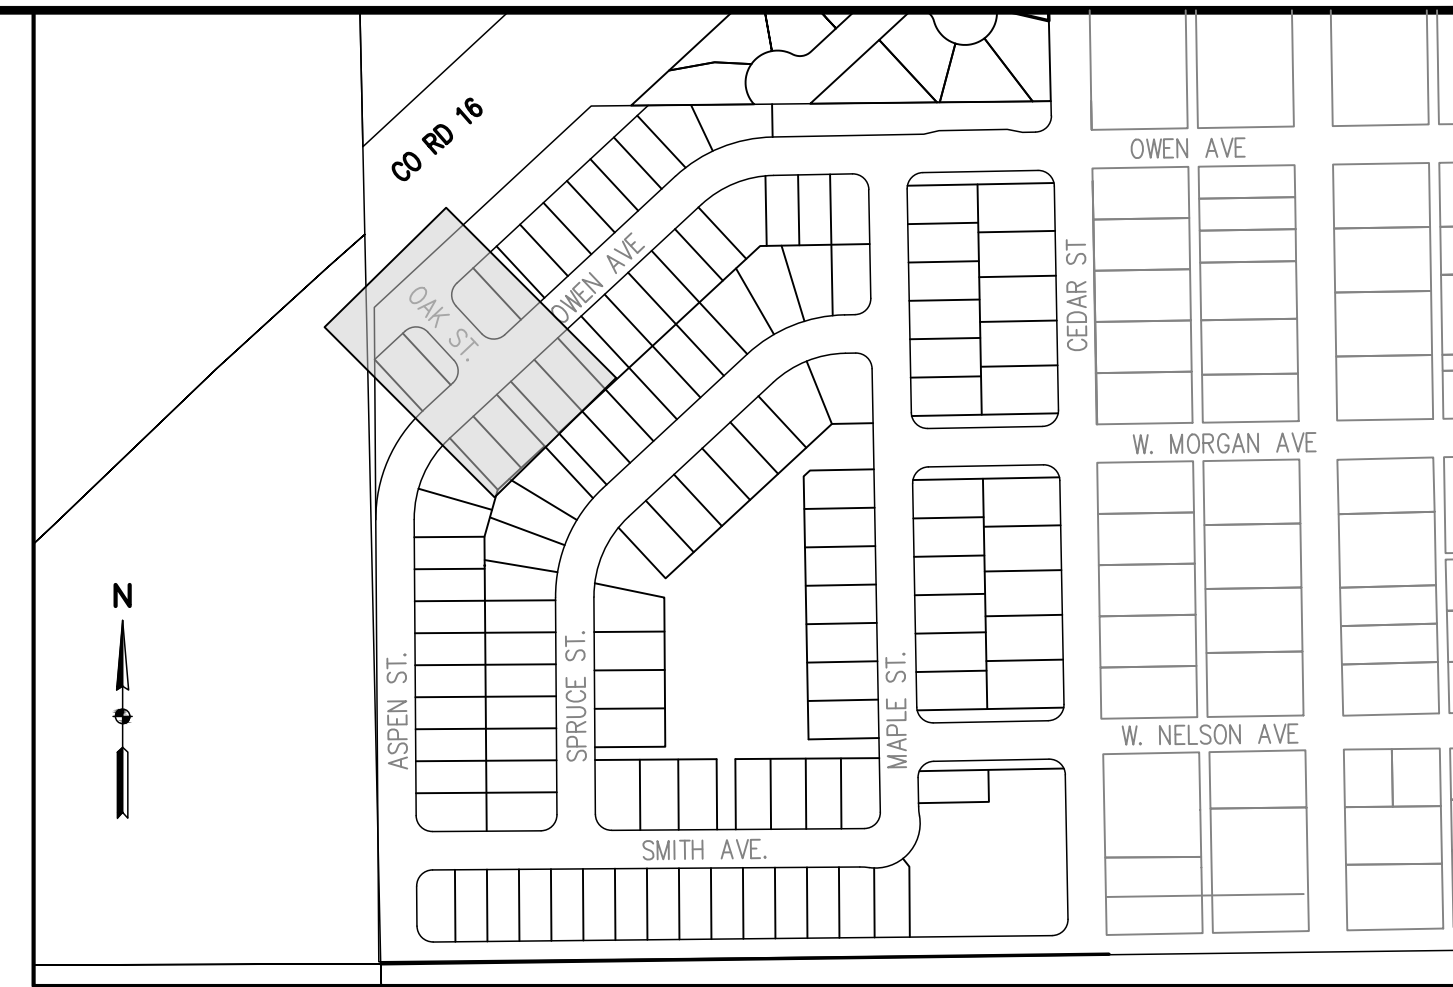 CO RD 16
OWEN AVE
OWEN AVE
OAK ST.
CEDAR ST
W. MORGAN AVE
N
ASPEN ST.
SPRUCE ST.
MAPLE ST.
W. NELSON AVE
SMITH AVE.